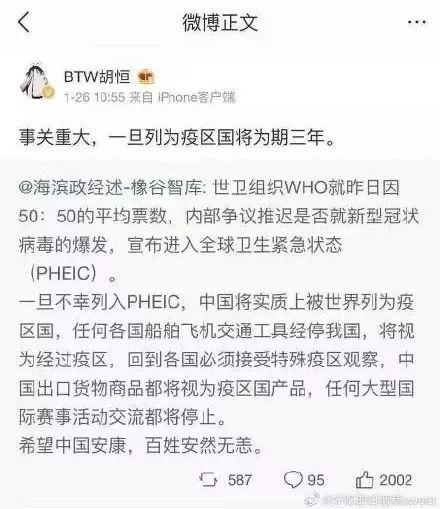 微博正文
BTW胡恒
1-26 10:55 来自 iPhone客户端
事关重大，一旦列为疫区国将为期三年。
@海滨政经述-橡谷智库: 世卫组织WHO就昨日因
50：50的平均票数，内部争议推迟是否就新型冠状
病毒的爆发，宣布进入全球卫生紧急状态
（PHEIC）。
一旦不幸列入PHEIC，中国将实质上被世界列为疫
区国，任何各国船舶飞机交通工具经停我国，将视
为经过疫区，回到各国必须接受特殊疫区观察，中
国出口货物商品都将视为疫区国产品，任何大型国
际赛事活动交流都将停止。
希望中国安康，百姓安然无恙。
587 95 2002